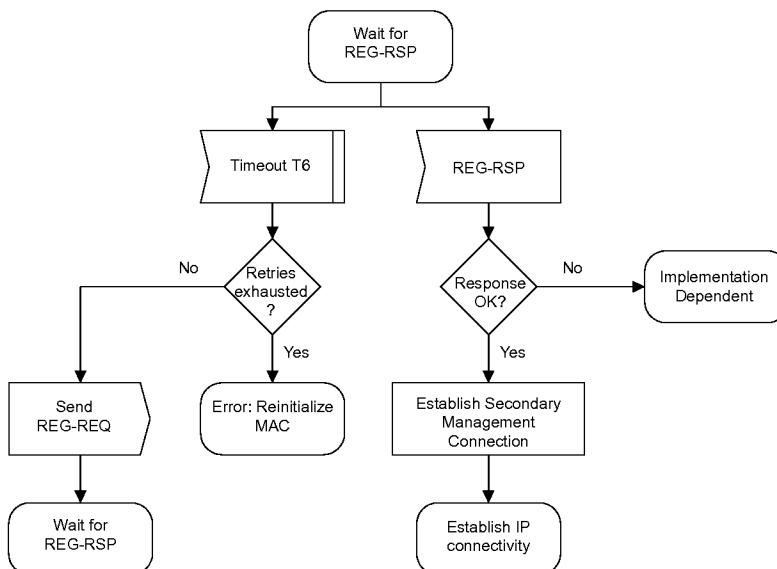 Wait for
REG-RSP
Timeout T6
REG-RSP
No
Retries
exhausted
?
Response
OK?
No
Implementation
Dependent
Yes
Yes
Send
REG-REQ
Error: Reinitialize
MAC
Establish Secondary
Management
Connection
Wait for
REG-RSP
Establish IP
connectivity